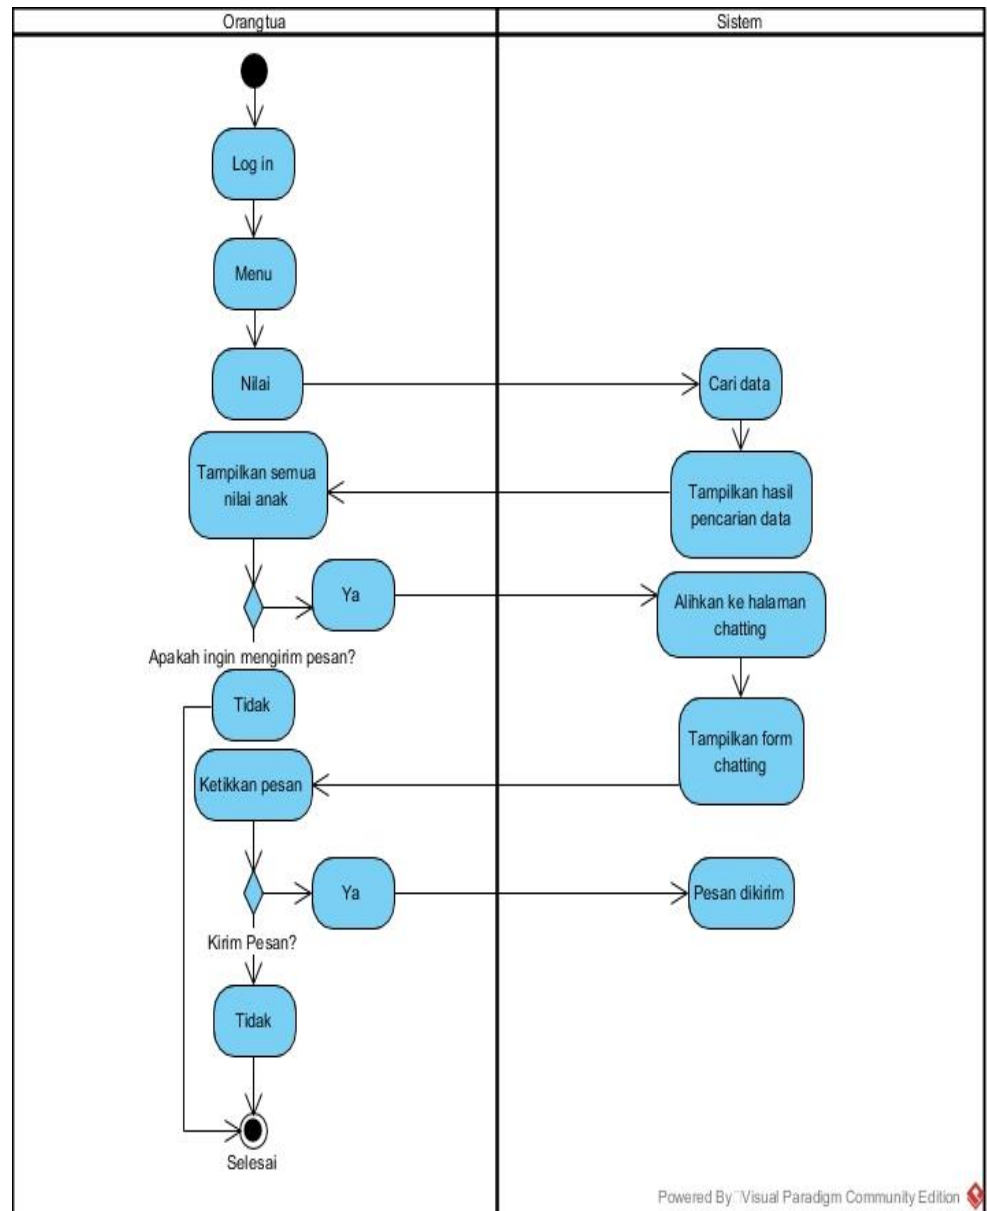 Orangtua
Sistem
Log in
Menu
Nilai
Cari data
Tampilkan semua
nilai anak
Tampilkan hasil
pencarian data
Ya
Alihkan ke halaman
chatting
Apakah ingin mengirim pesan?
Tidak
Tampilkan form
chatting
Ketikkan pesan
Ya
Pesan dikirim
Kirim Pesan?
Tidak
Selesai
Powered By Visual Paradigm Community Edition